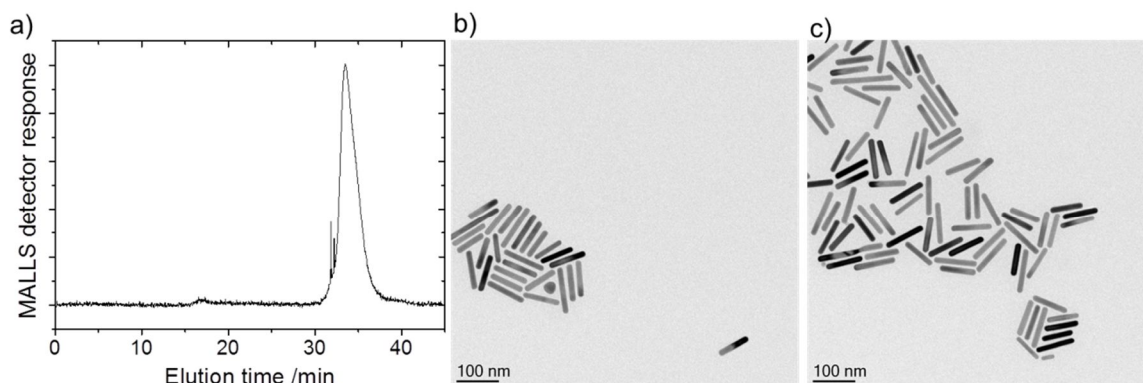 a)
MALLS detector response
0
10
20
30
40
Elution time /min
b)
100 nm
c)
100 nm